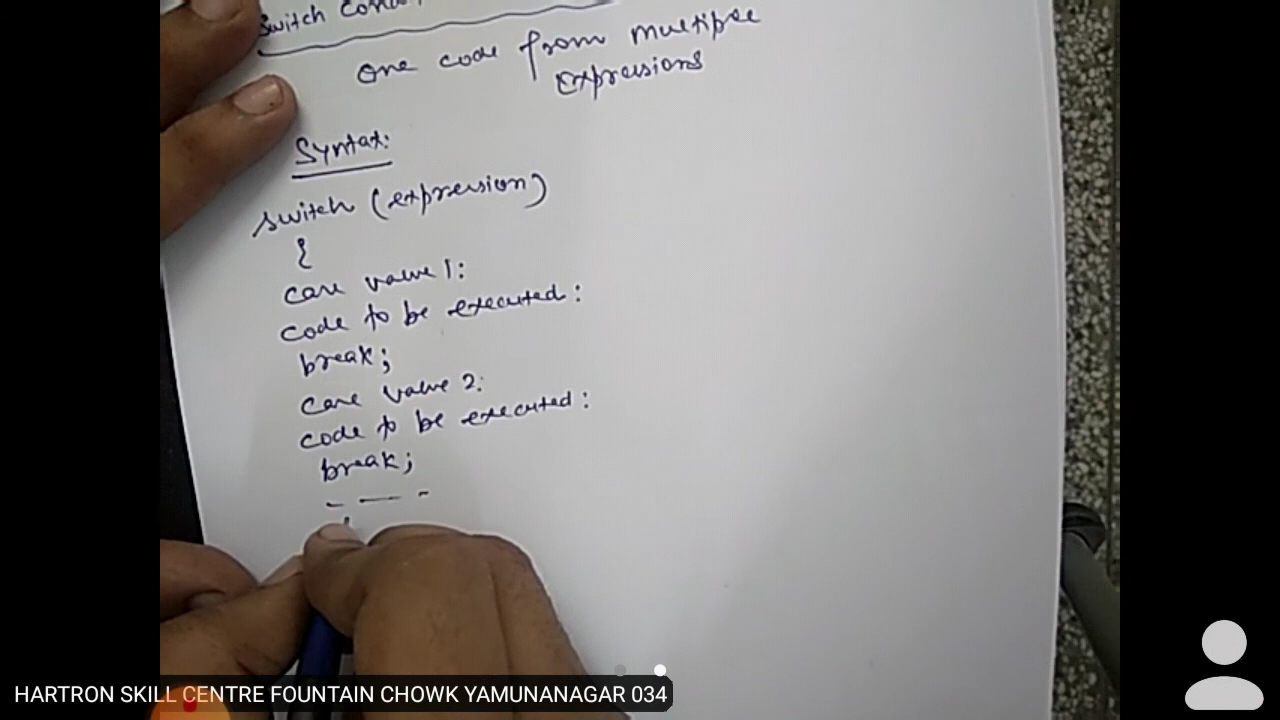 Switch
One code from multiple
expressions
Syntax:
switch (expression)
{
case value 1:
code to be executed:
break;
case value 2:
code to be executed:
break;
- — -
HARTRON SKILL CENTRE FOUNTAIN CHOWK YAMUNANAGAR 034